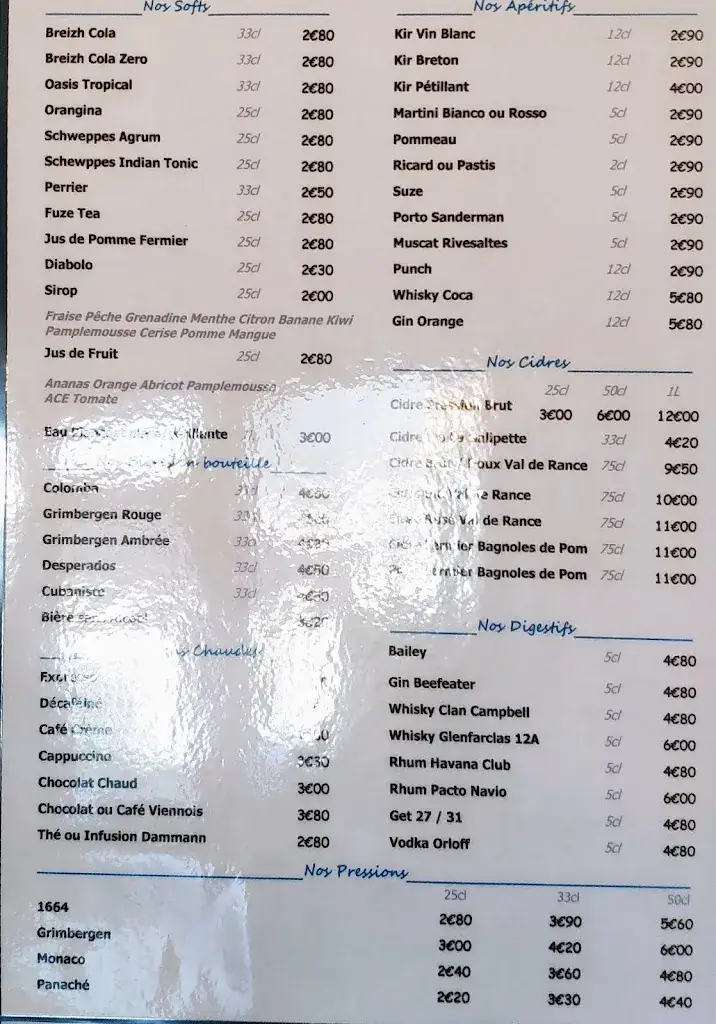 Nos Softs
Breizh Cola 33cl 2€80
Breizh Cola Zero 33cl 2€80
Oasis Tropical 33cl 2€80
Orangina 25cl 2€80
Schweppes Agrum 25cl 2€80
Schewppes Indian Tonic 25cl 2€80
Perrier 33cl 2€50
Fuze Tea 25cl 2€80
Jus de Pomme Fermier 25cl 2€80
Diabolo 25cl 2€30
Sirop 25cl 2€00
Fraise Pêche Grenadine Menthe Citron Banane Kiwi
Pamplemousse Cerise Pomme Mangue
Jus de Fruit 25cl 2€80
Ananas Orange Abricot Pamplemousse
ACE Tomate
Eau 3€00
bouteille
Colomba
Grimbergen Rouge
Grimbergen Ambrée 33cl
Desperados 33cl 4€50
Cubanisto 33cl
Bière
Chaudes
Décaféiné
Café Crème
Cappuccino 3€30
Chocolat Chaud 3€00
Chocolat ou Café Viennois 3€80
Thé ou Infusion Dammann 2€80
Nos Apéritifs
Kir Vin Blanc 12cl 2€90
Kir Breton 12cl 2€90
Kir Pétillant 12cl 4€00
Martini Bianco ou Rosso 5cl 2€90
Pommeau 5cl 2€90
Ricard ou Pastis 2cl 2€90
Suze 5cl 2€90
Porto Sanderman 5cl 2€90
Muscat Rivesaltes 5cl 2€90
Punch 12cl 2€90
Whisky Coca 12cl 5€80
Gin Orange 12cl 5€80
Nos Cidres
25cl 50cl 1L
Cidre Brut 3€00 6€00 12€00
Cidre 33cl 4€20
Cidre Doux Val de Rance 75cl 9€50
Rance 75cl 10€00
Val de Rance 75cl 11€00
Bagnoles de Pom 75cl 11€00
Bagnoles de Pom 75cl 11€00
Nos Digestifs
Bailey 5cl 4€80
Gin Beefeater 5cl 4€80
Whisky Clan Campbell 5cl 4€80
Whisky Glenfarclas 12A 5cl 6€00
Rhum Havana Club 5cl 4€80
Rhum Pacto Navio 5cl 6€00
Get 27 / 31 5cl 4€80
Vodka Orloff 5cl 4€80
Nos Pressions
25cl 33cl 50cl
1664 2€80 3€90 5€60
Grimbergen 3€00 4€20 6€00
Monaco 2€40 3€60 4€80
Panaché 2€20 3€30 4€40